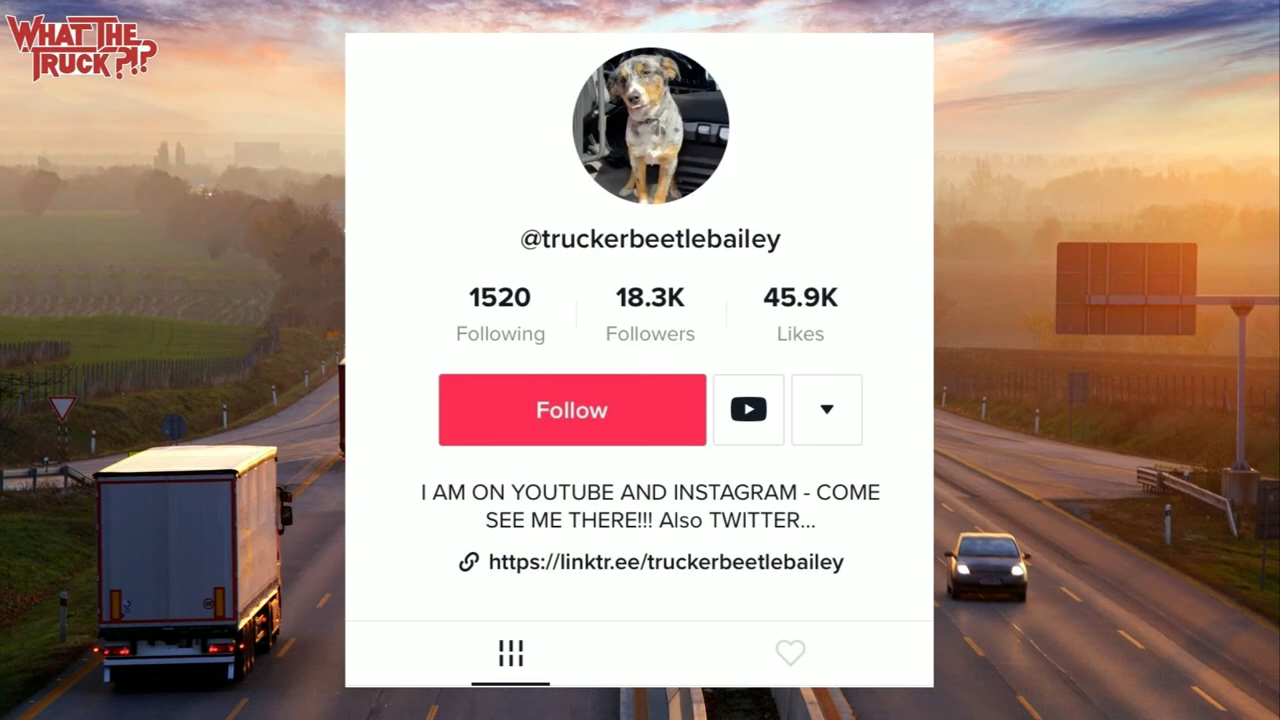 WHAT THE
TRUCK?!?
@truckerbeetlebailey
1520
Following
18.3K
Followers
45.9K
Likes
Follow
I AM ON YOUTUBE AND INSTAGRAM - COME
SEE ME THERE!!! Also TWITTER...
https://linktr.ee/truckerbeetlebailey